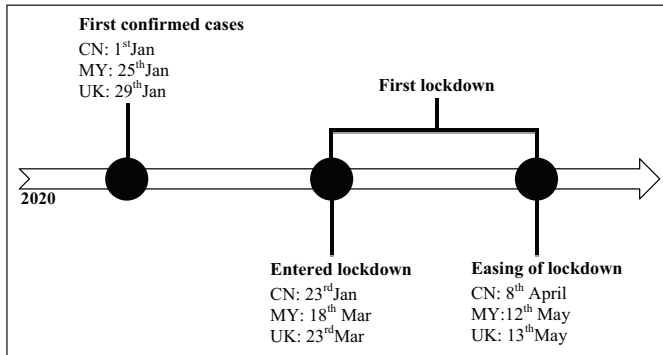 First confirmed cases
CN: 1stJan
MY: 25thJan
UK: 29thJan
First lockdown
2020
Entered lockdown
CN: 23rdJan
MY: 18th Mar
UK: 23rdMar
Easing of lockdown
CN: 8th April
MY:12th May
UK: 13thMay